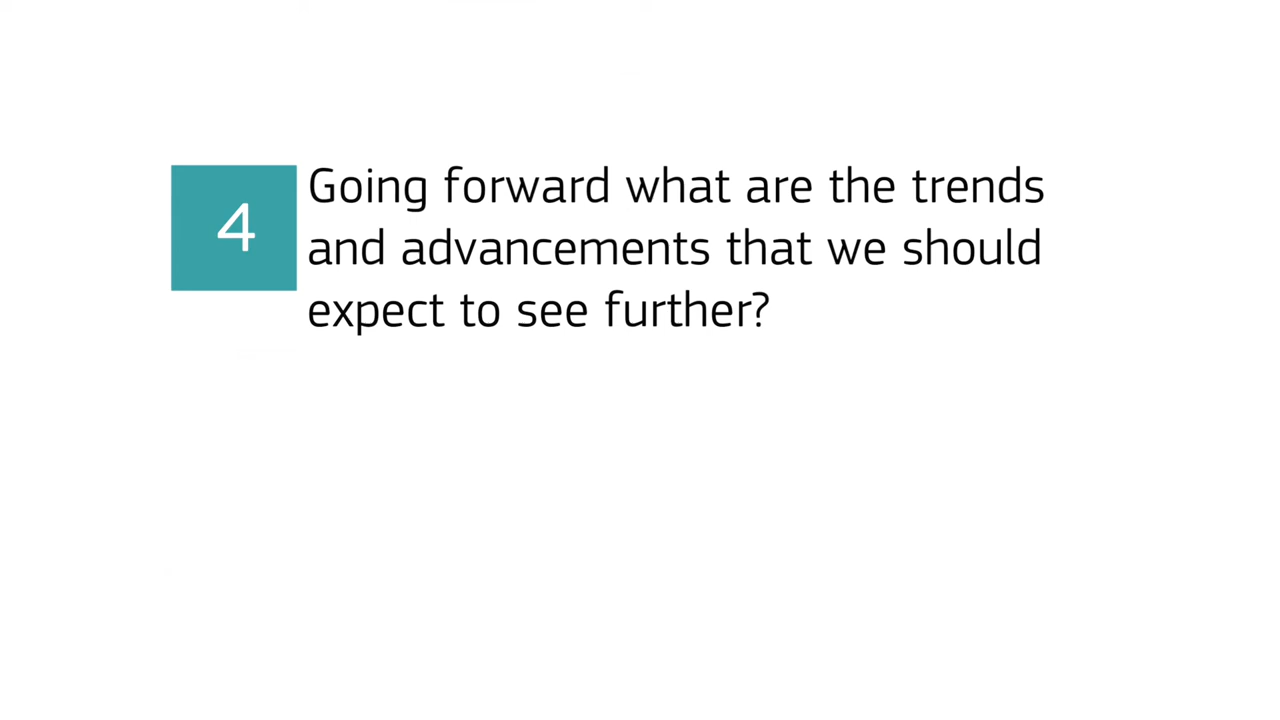 4
Going forward what are the trends
and advancements that we should
expect to see further?